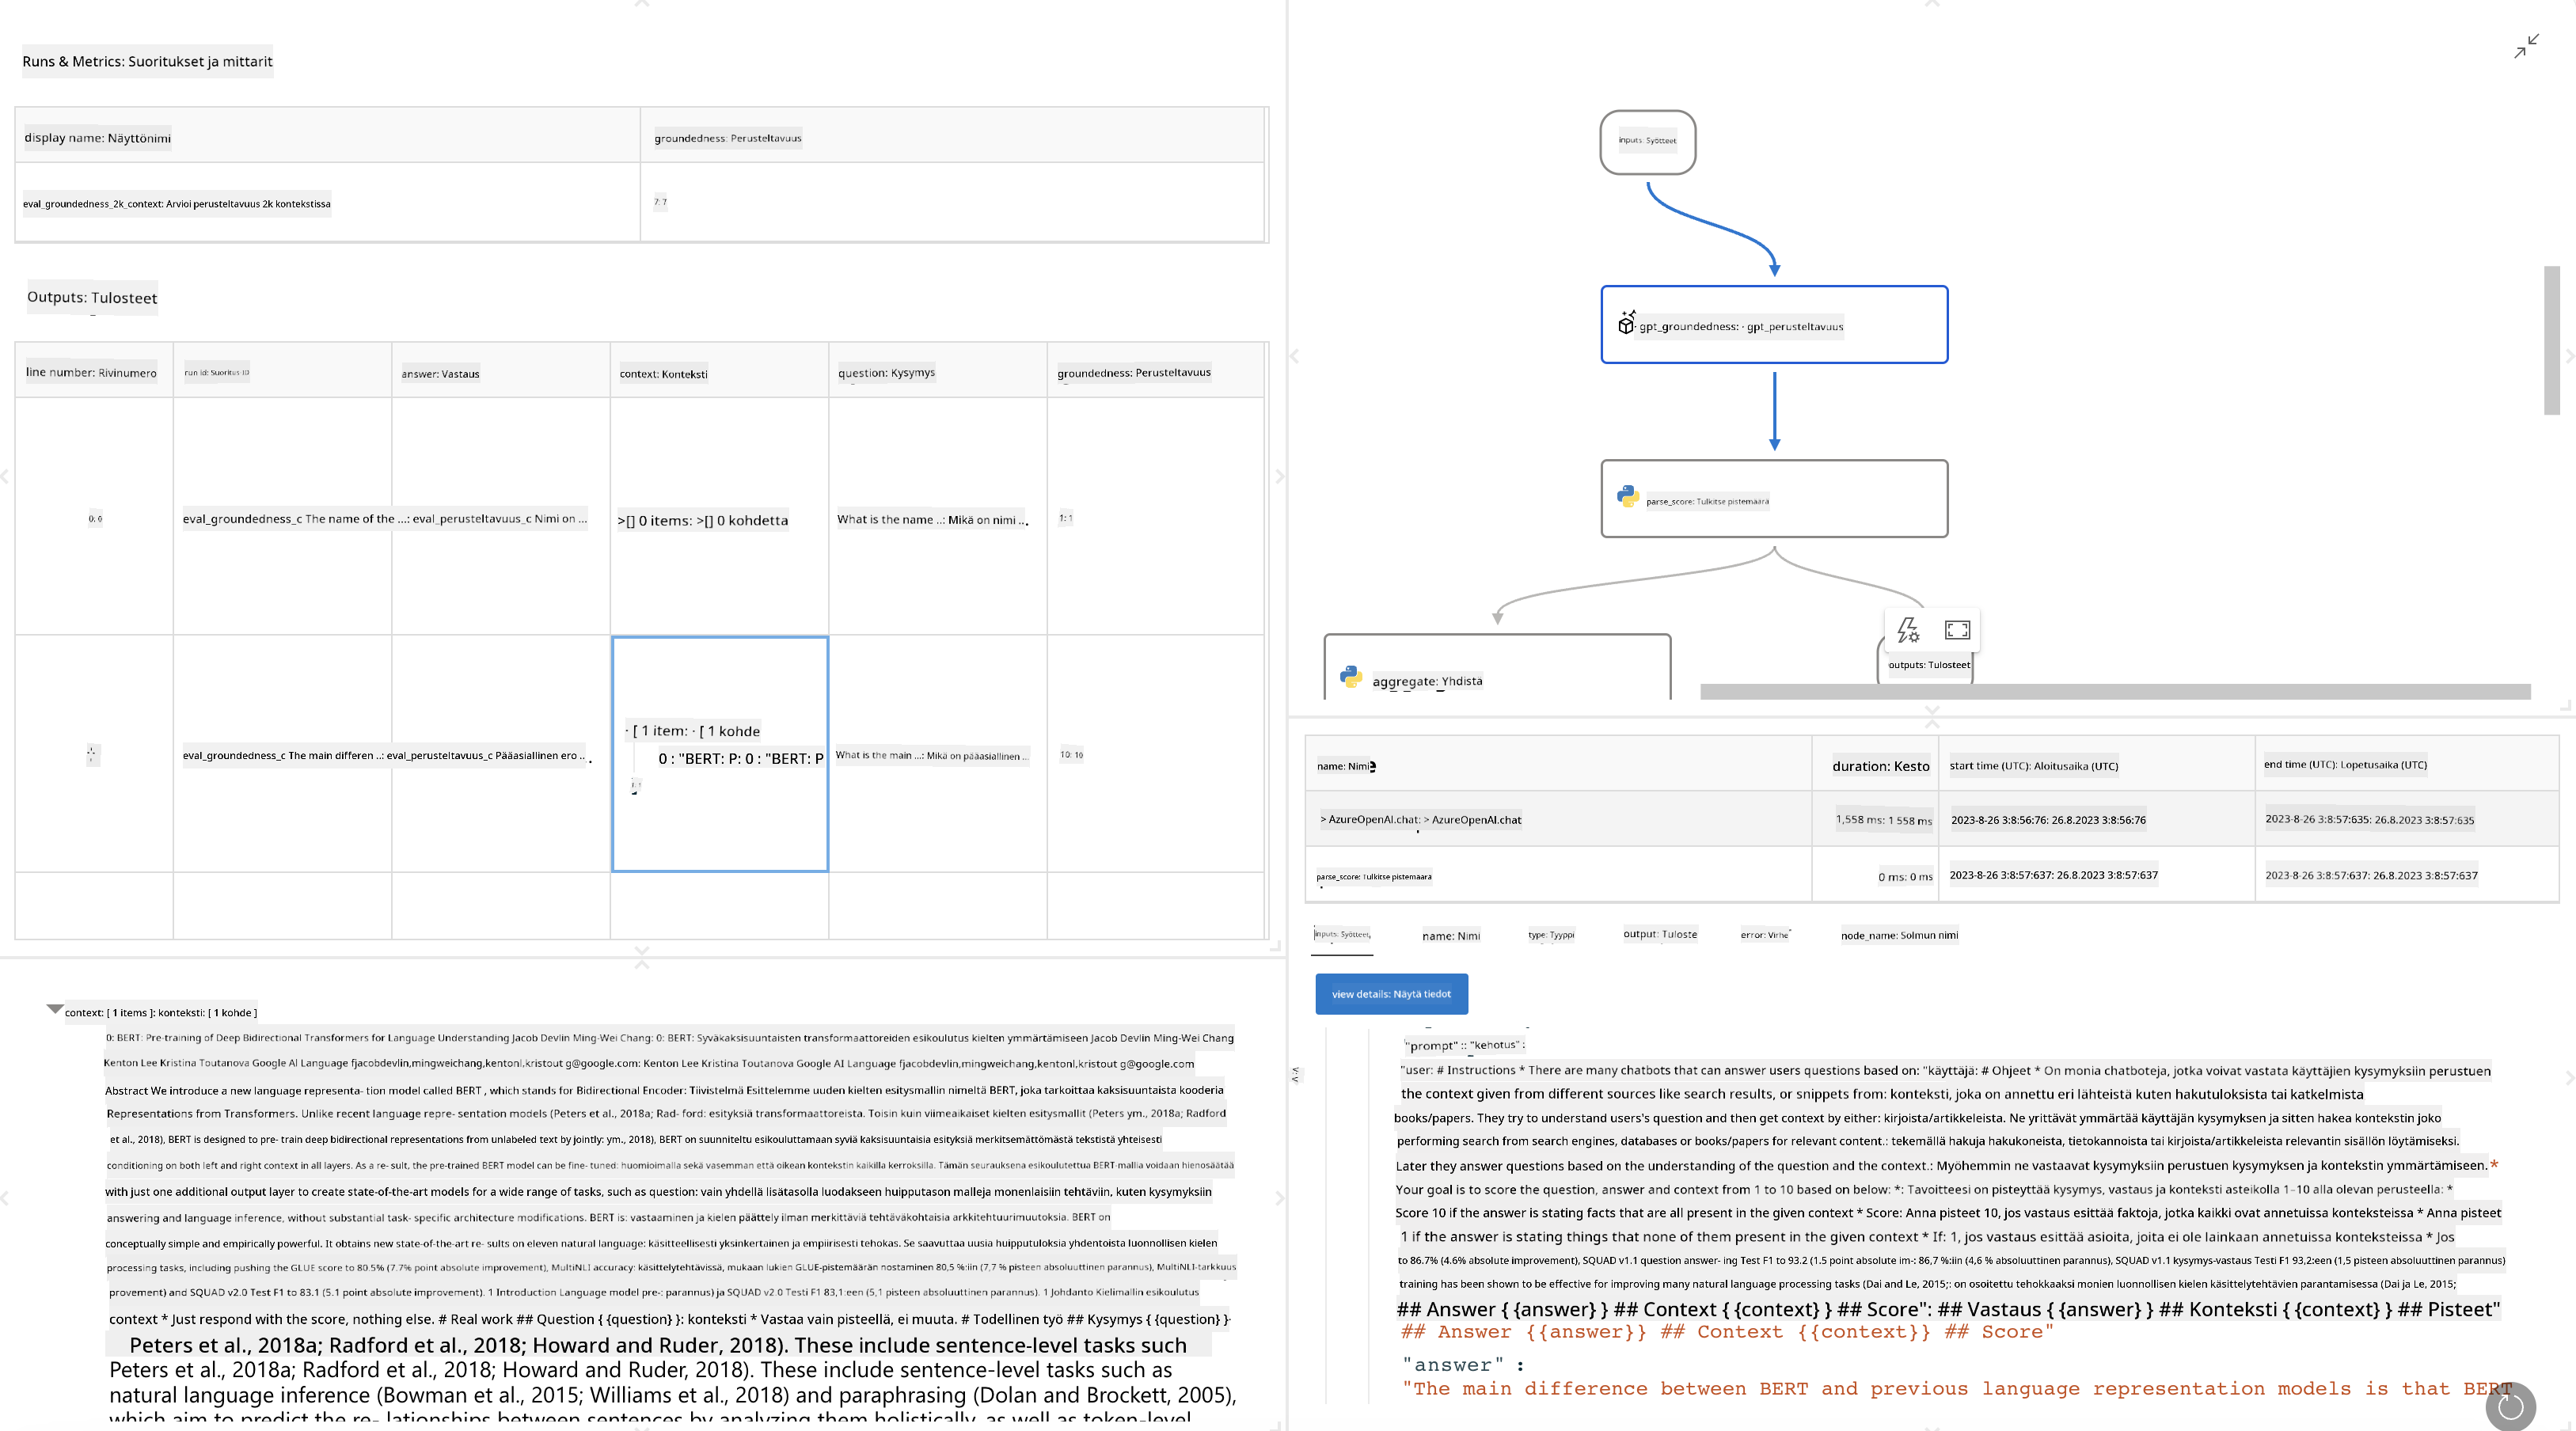 Runs & Metrics: Suoritukset ja mittarit
display name: Näyttönimi
groundedness: Perusteltavuus
eval_groundedness_2k_context: Arvioi perusteltavuus 2k kontekstissa
7: 7
Outputs: Tulosteet
line number: Rivinumero
run id: Suoritus-ID
answer: Vastaus
context: Konteksti
question: Kysymys
groundedness: Perusteltavuus
0: 0
eval_groundedness_c The name of the ...: eval_perusteltavuus_c Nimi on ...
>[] 0 items: >[] 0 kohdetta
What is the name ..: Mikä on nimi ...
1: 1
eval_groundedness_c The main differen ..: eval_perusteltavuus_c Pääasiallinen ero ...
· [ 1 item: · [ 1 kohde
0 : "BERT: P: 0 : "BERT: P
What is the main ...: Mikä on pääasiallinen ...
10: 10
context: [ 1 items ]: konteksti: [ 1 kohde ]
0: BERT: Pre-training of Deep Bidirectional Transformers for Language Understanding Jacob Devlin Ming-Wei Chang: 0: BERT: Syväkaksisuuntaisten transformaattoreiden esikoulutus kielten ymmärtämiseen Jacob Devlin Ming-Wei Chang
Kenton Lee Kristina Toutanova Google AI Language fjacobdevlin,mingweichang,kentonl,kristout g@google.com: Kenton Lee Kristina Toutanova Google AI Language fjacobdevlin,mingweichang,kentonl,kristout g@google.com
Abstract We introduce a new language representa- tion model called BERT , which stands for Bidirectional Encoder: Tiivistelmä Esittelemme uuden kielten esitysmallin nimeltä BERT, joka tarkoittaa kaksisuuntaista kooderia
Representations from Transformers. Unlike recent language repre- sentation models (Peters et al., 2018a; Rad- ford: esityksiä transformaattoreista. Toisin kuin viimeaikaiset kielten esitysmallit (Peters ym., 2018a; Radford
et al., 2018), BERT is designed to pre- train deep bidirectional representations from unlabeled text by jointly: ym., 2018), BERT on suunniteltu esikouluttamaan syviä kaksisuuntaisia esityksiä merkitsemättömästä tekstistä yhteisesti
conditioning on both left and right context in all layers. As a re- sult, the pre-trained BERT model can be fine- tuned: huomioimalla sekä vasemman että oikean kontekstin kaikilla kerroksilla. Tämän seurauksena esikoulutettua BERT-mallia voidaan hienosäätää
with just one additional output layer to create state-of-the-art models for a wide range of tasks, such as question: vain yhdellä lisätasolla luodakseen huipputason malleja monenlaisiin tehtäviin, kuten kysymyksiin
answering and language inference, without substantial task- specific architecture modifications. BERT is: vastaaminen ja kielen päättely ilman merkittäviä tehtäväkohtaisia arkkitehtuurimuutoksia. BERT on
conceptually simple and empirically powerful. It obtains new state-of-the-art re- sults on eleven natural language: käsitteellisesti yksinkertainen ja empiirisesti tehokas. Se saavuttaa uusia huipputuloksia yhdentoista luonnollisen kielen
processing tasks, including pushing the GLUE score to 80.5% (7.7% point absolute improvement), MultiNLI accuracy: käsittelytehtävissä, mukaan lukien GLUE-pistemäärän nostaminen 80,5 %:iin (7,7 % pisteen absoluuttinen parannus), MultiNLI-tarkkuus
provement) and SQUAD v2.0 Test F1 to 83.1 (5.1 point absolute improvement). 1 Introduction Language model pre-: parannus) ja SQUAD v2.0 Testi F1 83,1:een (5,1 pisteen absoluuttinen parannus). 1 Johdanto Kielimallin esikoulutus
context * Just respond with the score, nothing else. # Real work ## Question { {question} }: konteksti * Vastaa vain pisteellä, ei muuta. # Todellinen työ ## Kysymys { {question} }·
Peters et al., 2018a; Radford et al., 2018; Howard and Ruder, 2018). These include sentence-level tasks such
Peters et al., 2018a; Radford et al., 2018; Howard and Ruder, 2018). These include sentence-level tasks such as
natural language inference (Bowman et al., 2015; Williams et al., 2018) and paraphrasing (Dolan and Brockett, 2005),
which aim to predict the re- lationships between sentences by analyzing them holistically, as well as token-level
inputs: Syötteet
· gpt_groundedness: · gpt_perusteltavuus
parse_score: Tulkitse pistemäärä
aggregate: Yhdistä
outputs: Tulosteet
name: Nimi
duration: Kesto
start time (UTC): Aloitusaika (UTC)
end time (UTC): Lopetusaika (UTC)
> AzureOpenAI.chat: > AzureOpenAI.chat
1,558 ms: 1 558 ms
2023-8-26 3:8:56:76: 26.8.2023 3:8:56:76
2023-8-26 3:8:57:635: 26.8.2023 3:8:57:635
parse_score: Tulkitse pistemäärä
0 ms: 0 ms
2023-8-26 3:8:57:637: 26.8.2023 3:8:57:637
2023-8-26 3:8:57:637: 26.8.2023 3:8:57:637
inputs: Syötteet,
name: Nimi
type: Tyyppi
output: Tuloste
error: Virhe
node_name: Solmun nimi
view details: Näytä tiedot
"prompt" :: "kehotus" :
"user: # Instructions * There are many chatbots that can answer users questions based on: "käyttäjä: # Ohjeet * On monia chatboteja, jotka voivat vastata käyttäjien kysymyksiin perustuen
the context given from different sources like search results, or snippets from: konteksti, joka on annettu eri lähteistä kuten hakutuloksista tai katkelmista
books/papers. They try to understand users's question and then get context by either: kirjoista/artikkeleista. Ne yrittävät ymmärtää käyttäjän kysymyksen ja sitten hakea kontekstin joko
performing search from search engines, databases or books/papers for relevant content.: tekemällä hakuja hakukoneista, tietokannoista tai kirjoista/artikkeleista relevantin sisällön löytämiseksi.
Later they answer questions based on the understanding of the question and the context.: Myöhemmin ne vastaavat kysymyksiin perustuen kysymyksen ja kontekstin ymmärtämiseen. *
Your goal is to score the question, answer and context from 1 to 10 based on below: *: Tavoitteesi on pisteyttää kysymys, vastaus ja konteksti asteikolla 1–10 alla olevan perusteella: *
Score 10 if the answer is stating facts that are all present in the given context * Score: Anna pisteet 10, jos vastaus esittää faktoja, jotka kaikki ovat annetuissa konteksteissa * Anna pisteet
1 if the answer is stating things that none of them present in the given context * If: 1, jos vastaus esittää asioita, joita ei ole lainkaan annetuissa konteksteissa * Jos
to 86.7% (4.6% absolute improvement), SQUAD v1.1 question answer- ing Test F1 to 93.2 (1.5 point absolute im-: 86,7 %:iin (4,6 % absoluuttinen parannus), SQUAD v1.1 kysymys-vastaus Testi F1 93,2:een (1,5 pisteen absoluuttinen parannus)
training has been shown to be effective for improving many natural language processing tasks (Dai and Le, 2015;: on osoitettu tehokkaaksi monien luonnollisen kielen käsittelytehtävien parantamisessa (Dai ja Le, 2015;
## Answer { {answer} } ## Context { {context} } ## Score": ## Vastaus { {answer} } ## Konteksti { {context} } ## Pisteet"
## Answer {{answer}} ## Context {{context}} ## Score"
"answer" :
"The main difference between BERT and previous language representation models is that BERT